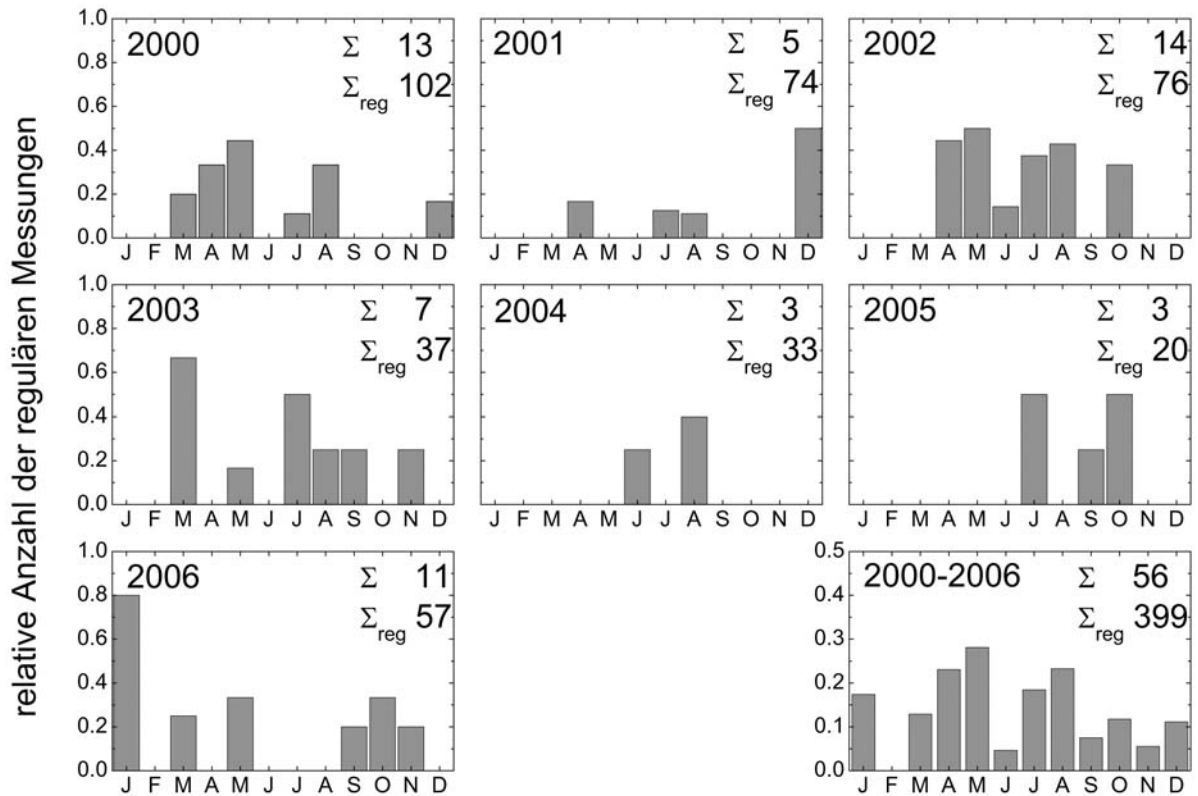 relative Anzahl der regulären Messungen
2000 Σ 13
Σreg 102
1.0
0.8
0.6
0.4
0.2
0.0
J F M A M J J A S O N D
2001 Σ 5
Σreg 74
J F M A M J J A S O N D
2002 Σ 14
Σreg 76
J F M A M J J A S O N D
2003 Σ 7
Σreg 37
1.0
0.8
0.6
0.4
0.2
0.0
J F M A M J J A S O N D
2004 Σ 3
Σreg 33
J F M A M J J A S O N D
2005 Σ 3
Σreg 20
J F M A M J J A S O N D
2006 Σ 11
Σreg 57
1.0
0.8
0.6
0.4
0.2
0.0
J F M A M J J A S O N D
2000-2006 Σ 56
Σreg 399
0.5
0.4
0.3
0.2
0.1
0.0
J F M A M J J A S O N D